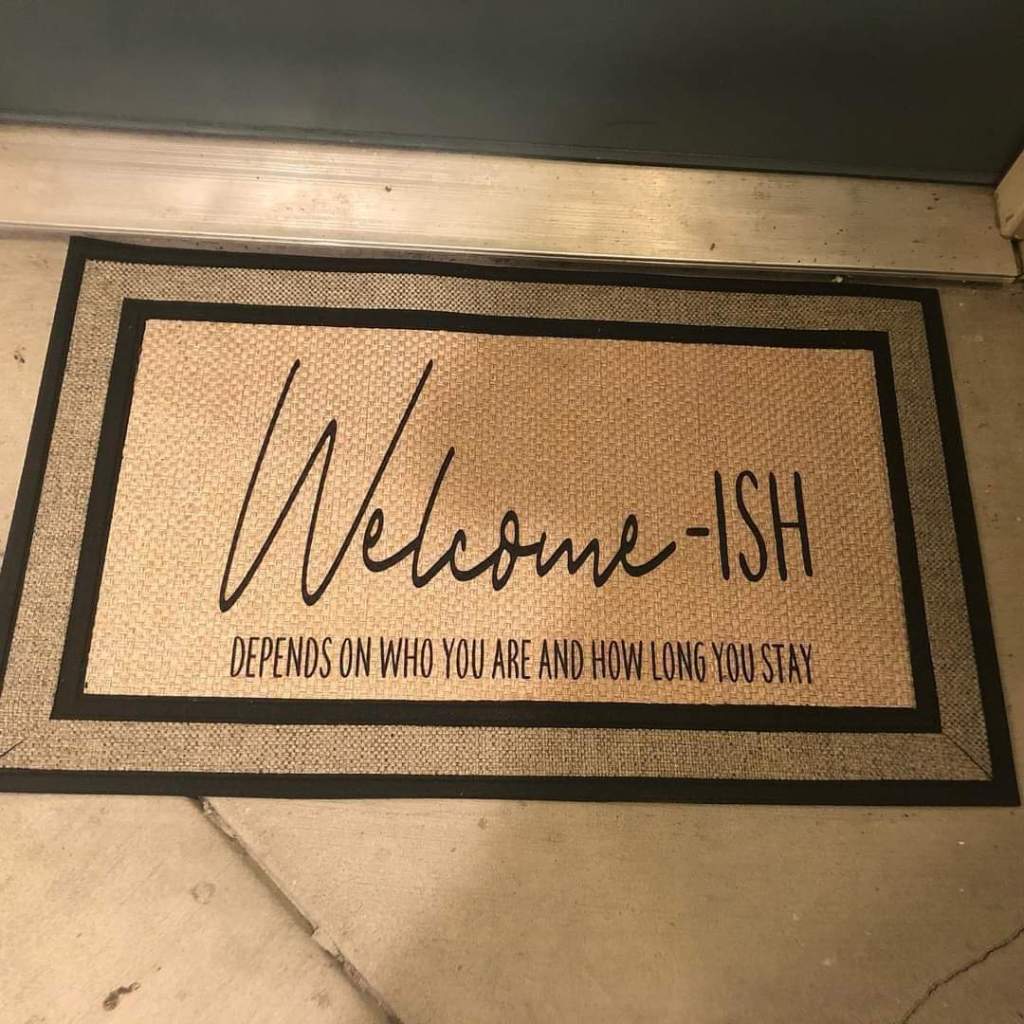 Welcome-ISH
DEPENDS ON WHO YOU ARE AND HOW LONG YOU STAY